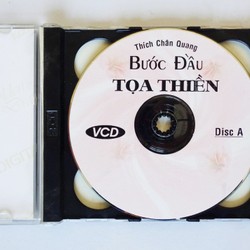 Thích Chân Quang
BƯỚC ĐẦU
TỌA THIỀN
VCD
Disc A